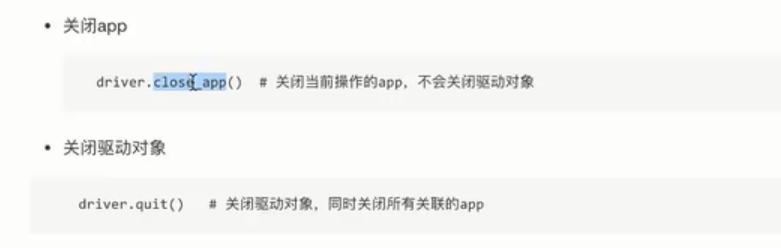 • 关闭app
driver.close_app()  # 关闭当前操作的app，不会关闭驱动对象
• 关闭驱动对象
driver.quit()   # 关闭驱动对象，同时关闭所有关联的app